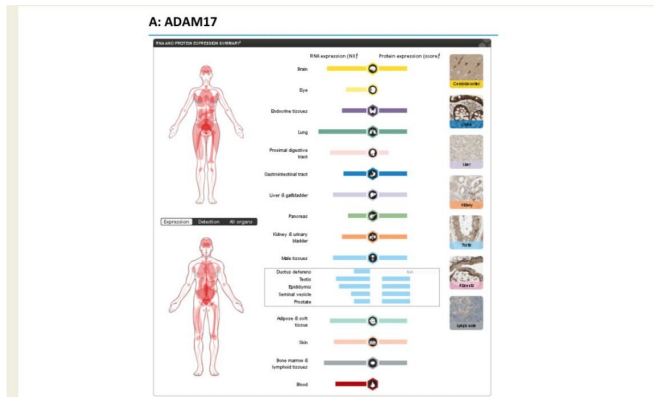 A: ADAM17
RNA AND PROTEIN EXPRESSION SUMMARY
RNA expression (NX) Protein expression (score)
Brain
Eye
Endocrine tissues
Lung
Proximal digestive
tract
Gastrointestinal tract
Liver & gallbladder
Pancreas
Kidney & urinary
bladder
Male tissues
Ductus deferens
Testis
Epididymis
Seminal vesicle
Prostate
Adipose & soft
tissue
Skin
Bone marrow &
lymphoid tissues
Blood
Expression Detection All organs
Liver
Kidney
Testis
Lymph node